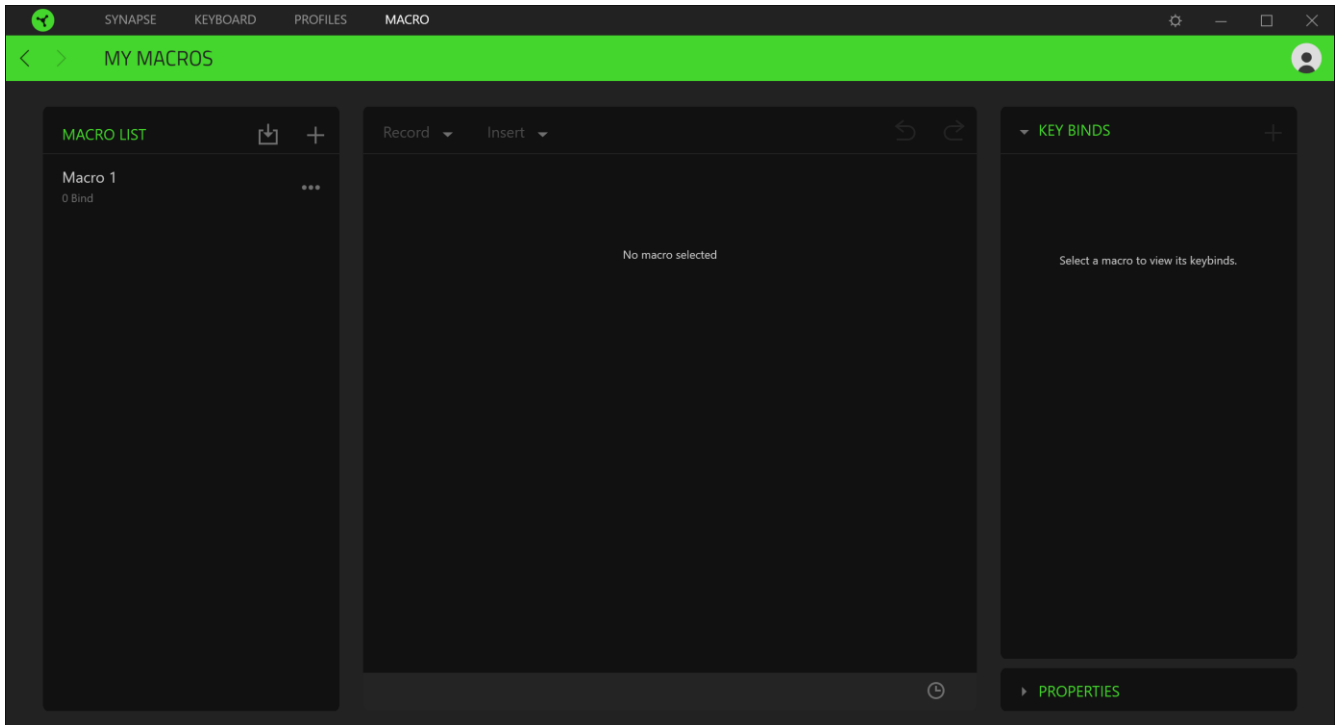 SYNAPSE KEYBOARD PROFILES MACRO
MY MACROS
MACRO LIST
Macro 1
0 Bind
Record Insert
No macro selected
KEY BINDS
Select a macro to view its keybinds.
PROPERTIES